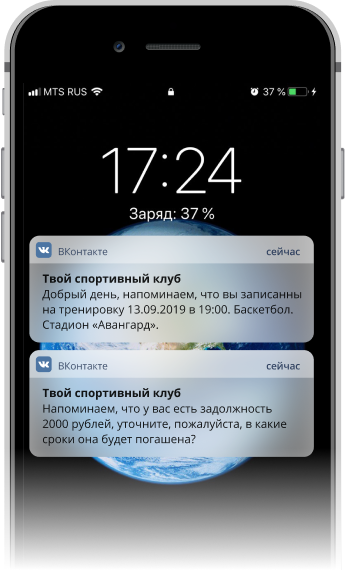 MTS RUS 37 %
17:24
Заряд: 37 %
ВКонтакте сейчас
Твой спортивный клуб
Добрый день, напоминаем, что вы записанны
на тренировку 13.09.2019 в 19:00. Баскетбол.
Стадион «Авангард».
ВКонтакте сейчас
Твой спортивный клуб
Напоминаем, что у вас есть задолжность
2000 рублей, уточните, пожалуйста, в какие
сроки она будет погашена?